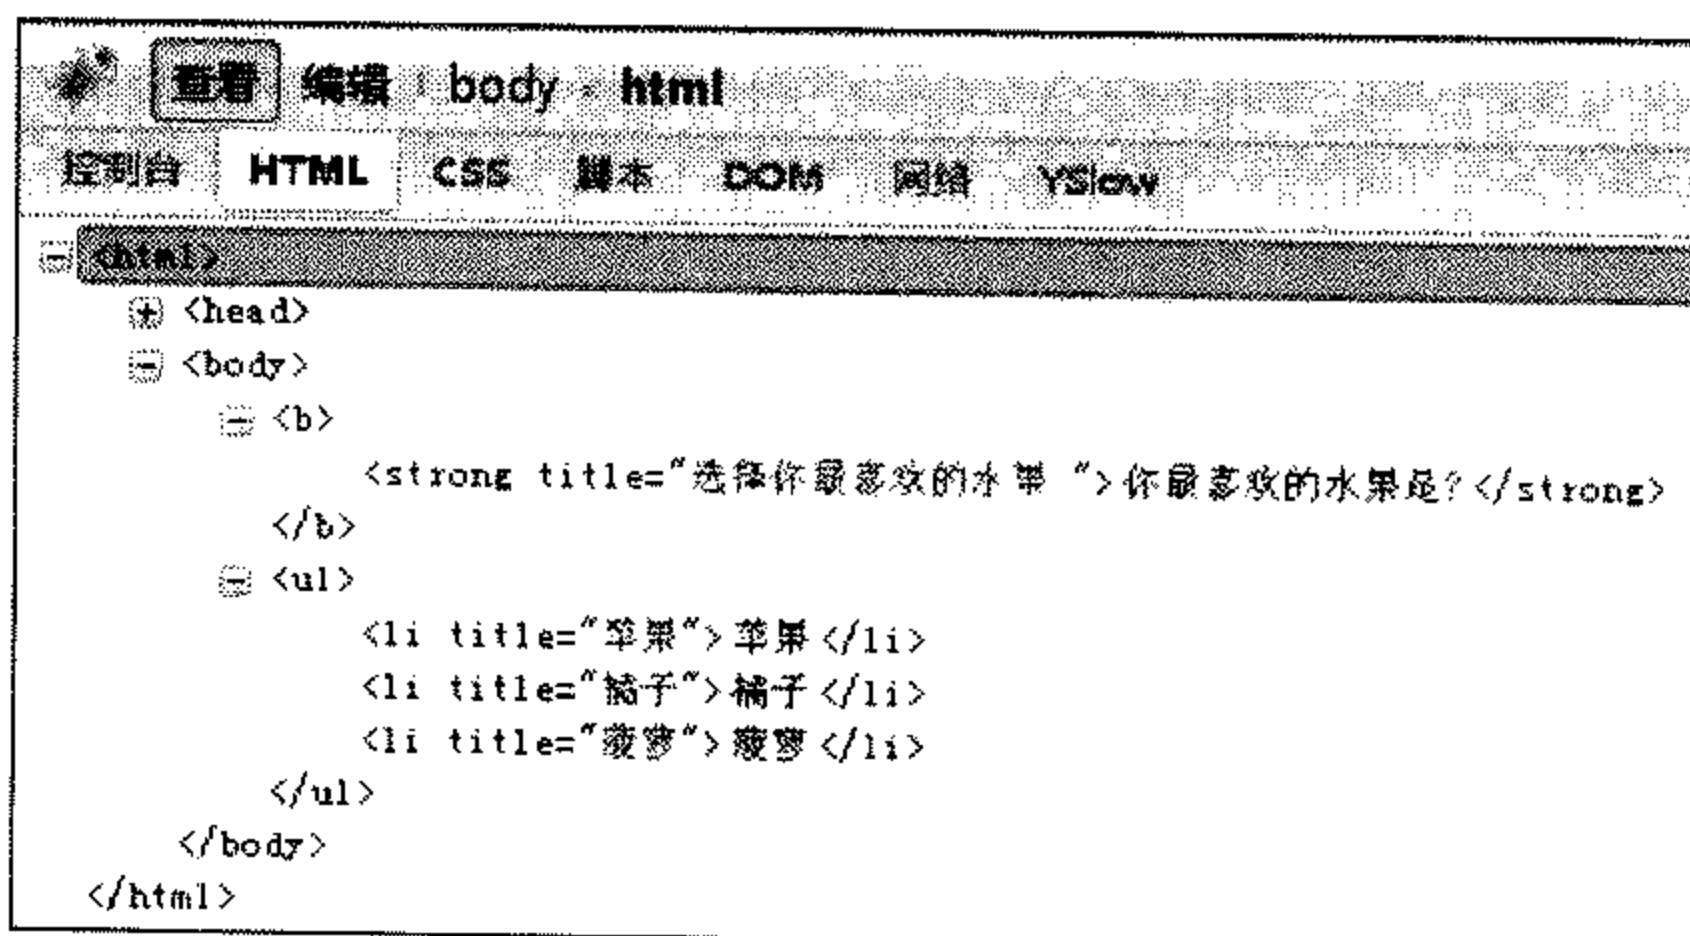 查看 编辑 body html
控制台 HTML CSS 脚本 DOM 网络 YSlow
<html>
<head>
<body>
<b>
<strong title="选择你最喜欢的水果 ">你最喜欢的水果是?</strong>
</b>
<ul>
<li title="苹果">苹果</li>
<li title="橘子">橘子</li>
<li title="菠萝">菠萝</li>
</ul>
</body>
</html>